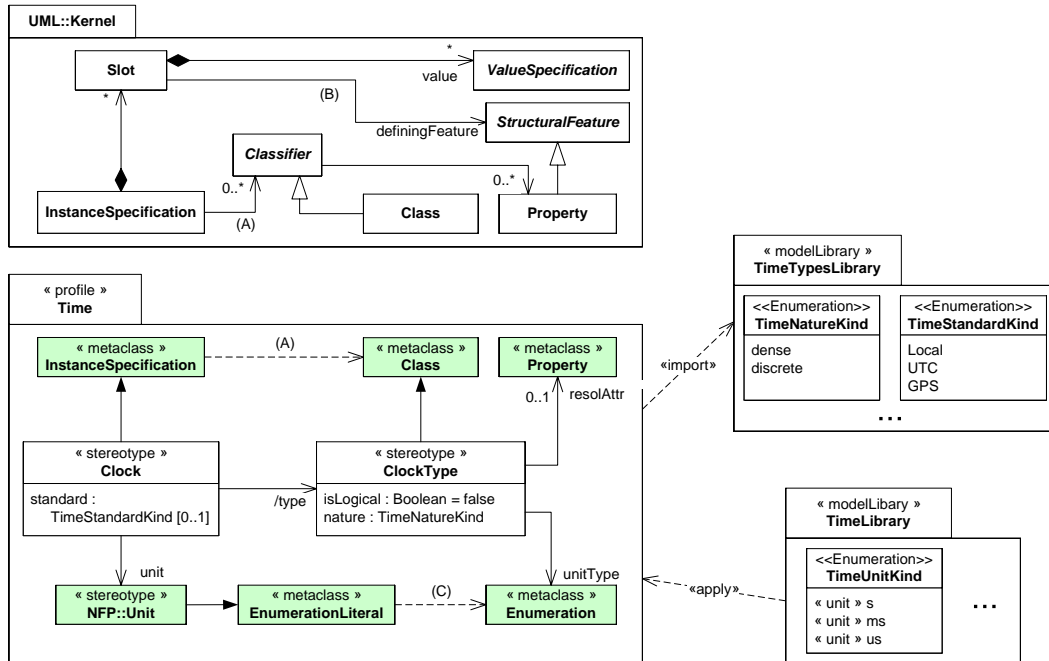 UML::Kernel
Slot
*
value
ValueSpecification
*
(B)
definingFeature
StructuralFeature
Classifier
0..*
0..*
InstanceSpecification
(A)
Class
Property
« modelLibrary »
TimeTypesLibrary
<<Enumeration>>
TimeNatureKind
dense
discrete
<<Enumeration>>
TimeStandardKind
Local
UTC
GPS
...
« profile »
Time
« metaclass »
InstanceSpecification
(A)
« metaclass »
Class
« metaclass »
Property
«import»
0..1
resolAttr
« stereotype »
Clock
standard :
TimeStandardKind [0..1]
/type
« stereotype »
ClockType
isLogical : Boolean = false
nature : TimeNatureKind
unit
unitType
« stereotype »
NFP::Unit
« metaclass »
EnumerationLiteral
(C)
« metaclass »
Enumeration
«apply»
« modelLibary »
TimeLibrary
<<Enumeration>>
TimeUnitKind
« unit » s
« unit » ms
« unit » us
...